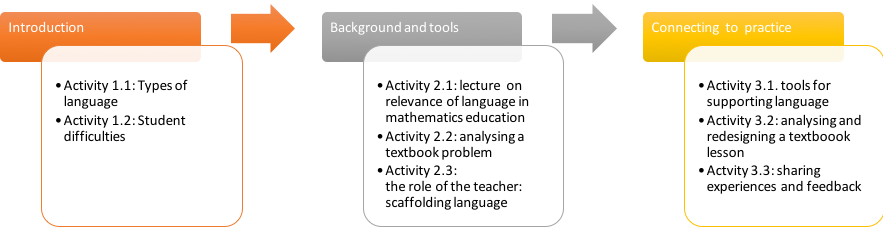 Introduction
• Activity 1.1: Types of
language
• Activity 1.2: Student
difficulties
Background and tools
• Activity 2.1: lecture on
relevance of language in
mathematics education
• Activity 2.2: analysing a
textbook problem
• Activity 2.3:
the role of the teacher:
scaffolding language
Connecting to practice
• Activity 3.1. tools for
supporting language
• Activity 3.2: analysing and
redesigning a textboook
lesson
• Actvity 3.3: sharing
experiences and feedback